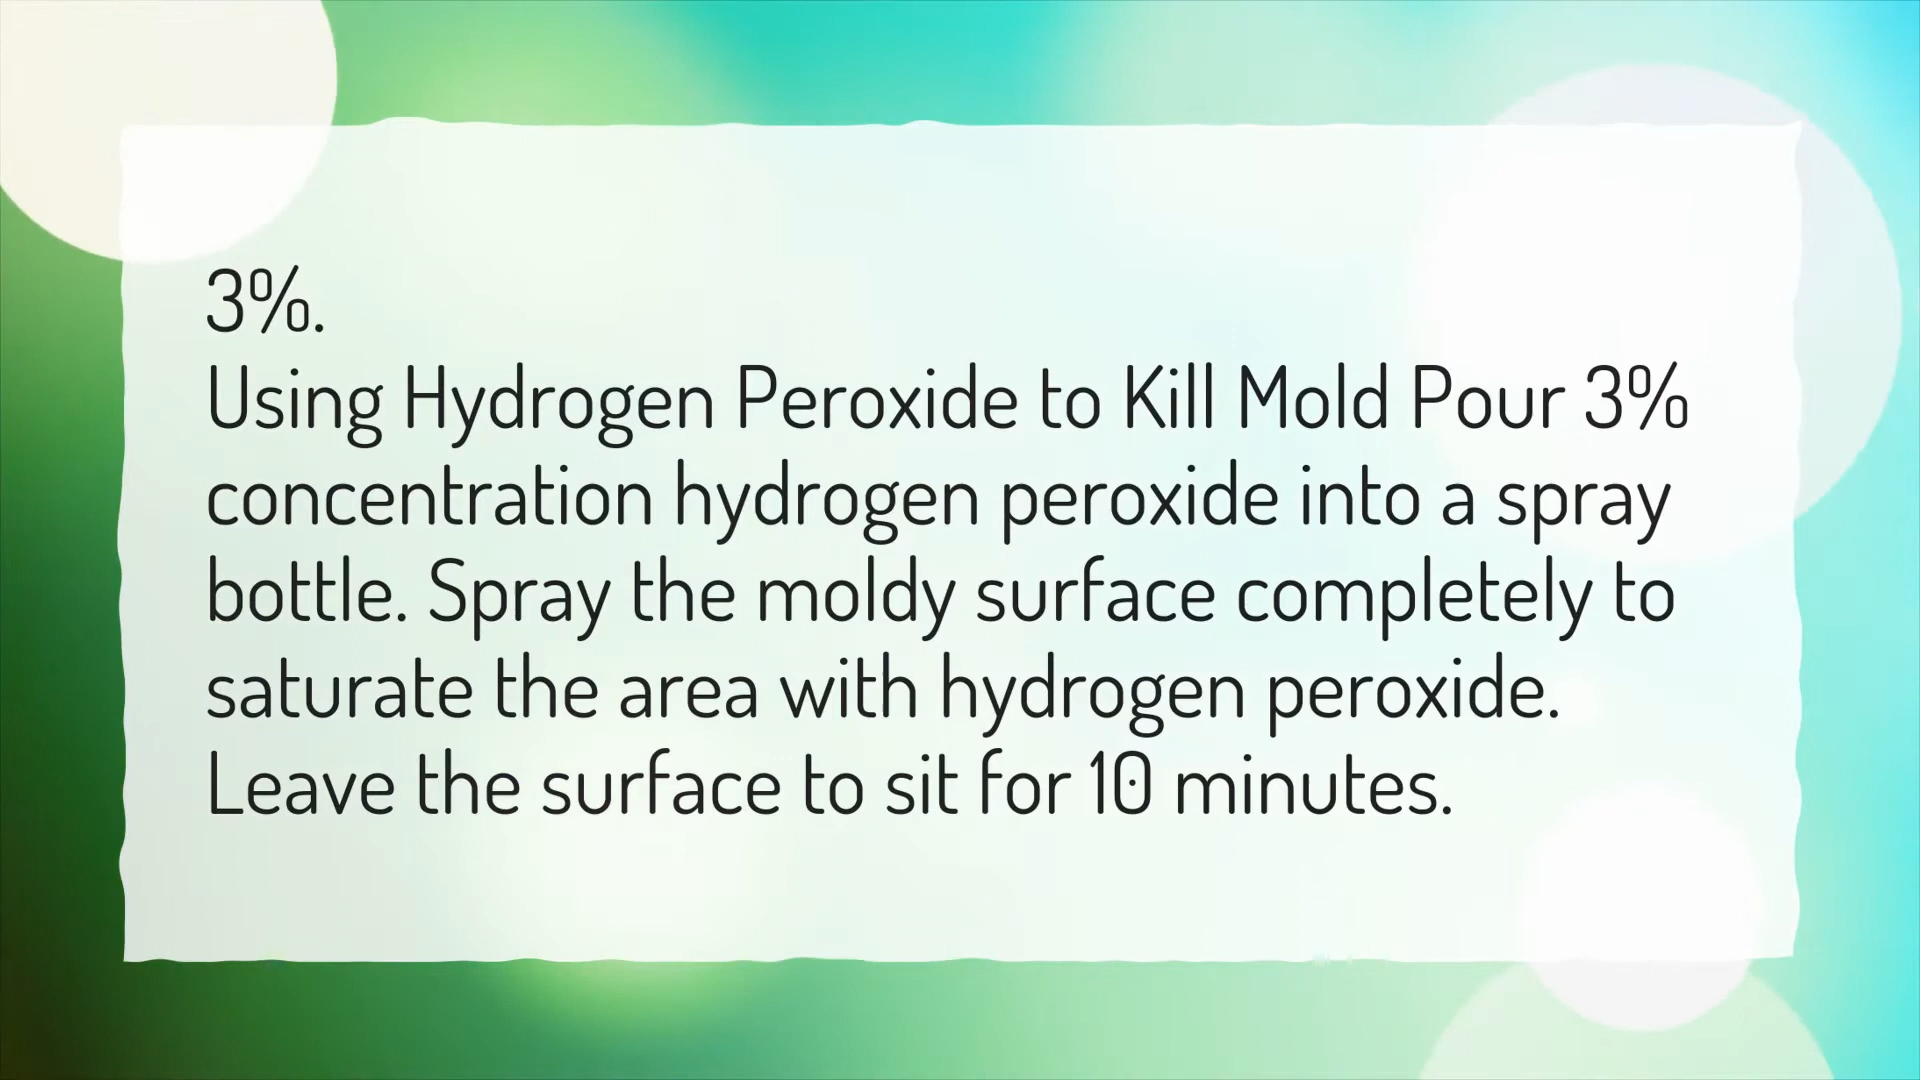 3%.
Using Hydrogen Peroxide to Kill Mold Pour 3%
concentration hydrogen peroxide into a spray
bottle. Spray the moldy surface completely to
saturate the area with hydrogen peroxide.
Leave the surface to sit for 10 minutes.